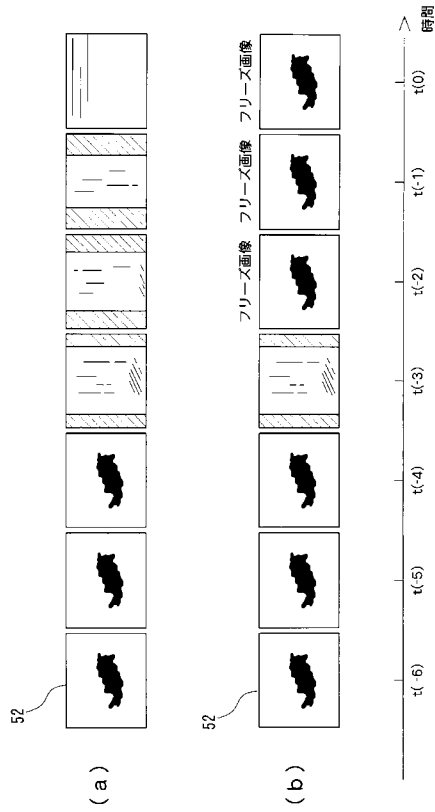 52
(a)
フリーズ画像 フリーズ画像 フリーズ画像
52
(b)
t(-6) t(-5) t(-4) t(-3) t(-2) t(-1) t(0) 時間